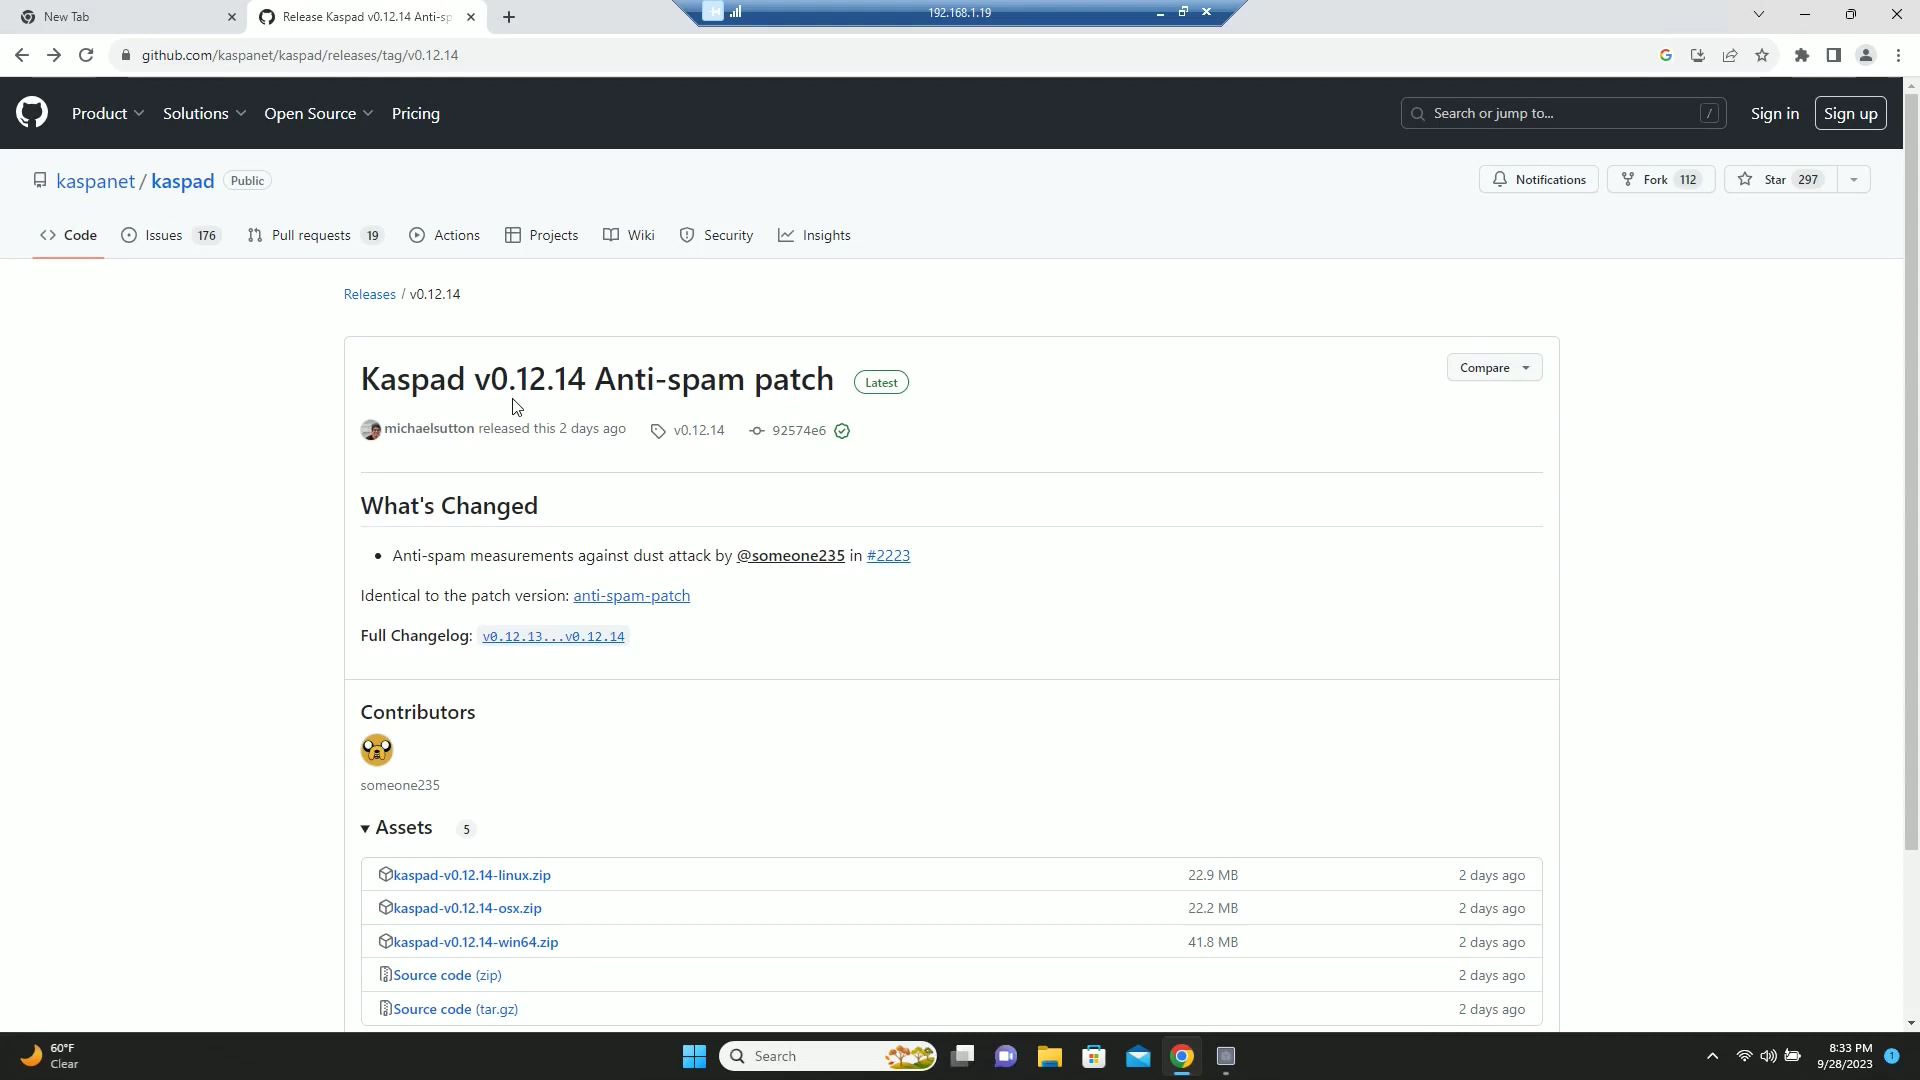 New Tab
Release Kaspad v0.12.14 Anti-sp
192.168.1.19
github.com/kaspanet/kaspad/releases/tag/v0.12.14
Product
Solutions
Open Source
Pricing
Search or jump to...
/
Sign in
Sign up
kaspanet / kaspad
Public
Notifications
Fork 112
Star 297
Code
Issues 176
Pull requests 19
Actions
Projects
Wiki
Security
Insights
Releases / v0.12.14
Kaspad v0.12.14 Anti-spam patch
Latest
Compare
michaelsutton released this 2 days ago
v0.12.14
92574e6
What's Changed
Anti-spam measurements against dust attack by @someone235 in #2223
Identical to the patch version: anti-spam-patch
Full Changelog: v0.12.13...v0.12.14
Contributors
someone235
Assets 5
kaspad-v0.12.14-linux.zip 22.9 MB 2 days ago
kaspad-v0.12.14-osx.zip 22.2 MB 2 days ago
kaspad-v0.12.14-win64.zip 41.8 MB 2 days ago
Source code (zip) 2 days ago
Source code (tar.gz) 2 days ago
60°F
Clear
Search
8:33 PM
9/28/2023
1